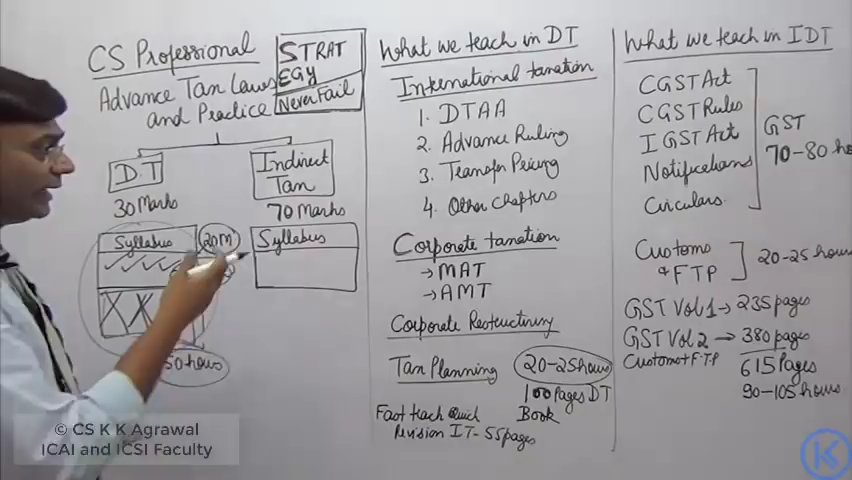 CS Professional
Advance Tax Laws
and Practice
STRAT
EGY
Never Fail
D.T
30 Marks
Indirect
Tax
70 Marks
Syllabus
20 M
Syllabus
50 hours
What we teach in DT
International taxation
1. DTAA
2. Advance Ruling
3. Transfer Pricing
4. Other Chapters
Corporate taxation
→ MAT
→ AMT
Corporate Restructuring
Tax Planning
20-25 hours
100 pages DT
Book
Fast track Quick
Revision IT - 55 pages
What we teach in IDT
CGST Act
CGST Rules
IGST Act
Notifications
Circulars
GST
70-80 ho
Customs
& FTP
20-25 hours
GST Vol 1 → 235 pages
GST Vol 2 → 380 pages
Customs + F.T.P
615 Pages
90-105 hours
© CS K K Agrawal
ICAI and ICSI Faculty
K